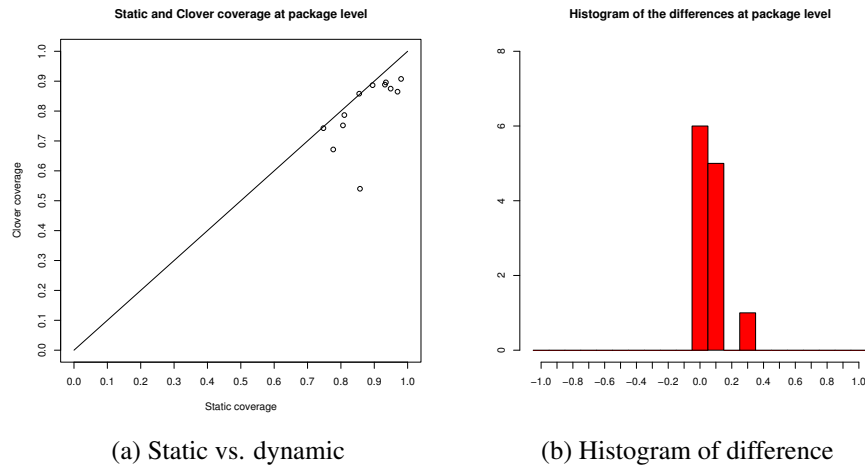 Static and Clover coverage at package level
Clover coverage
1.0
0.9
0.8
0.7
0.6
0.5
0.4
0.3
0.2
0.1
0.0
0.0 0.1 0.2 0.3 0.4 0.5 0.6 0.7 0.8 0.9 1.0
Static coverage
(a) Static vs. dynamic
Histogram of the differences at package level
8
6
4
2
0
−1.0 −0.8 −0.6 −0.4 −0.2 0.0 0.2 0.4 0.6 0.8 1.0
(b) Histogram of difference